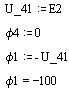 U_41 := E2
ϕ4 := 0
ϕ1 := -U_41
ϕ1 = −100